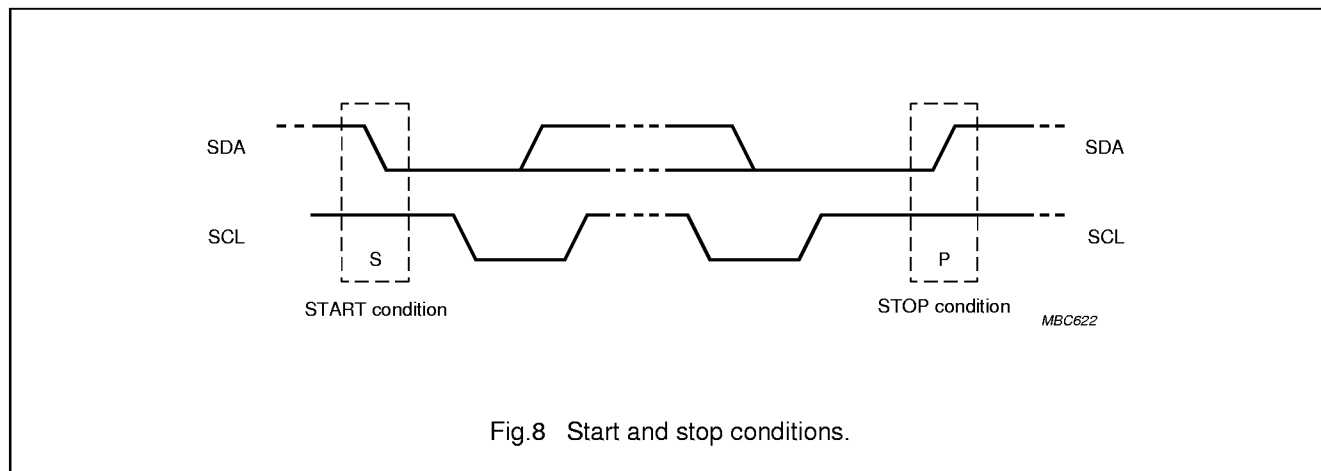 SDA
SDA
SCL
SCL
S
P
START condition
STOP condition
MBC622
Fig.8 Start and stop conditions.